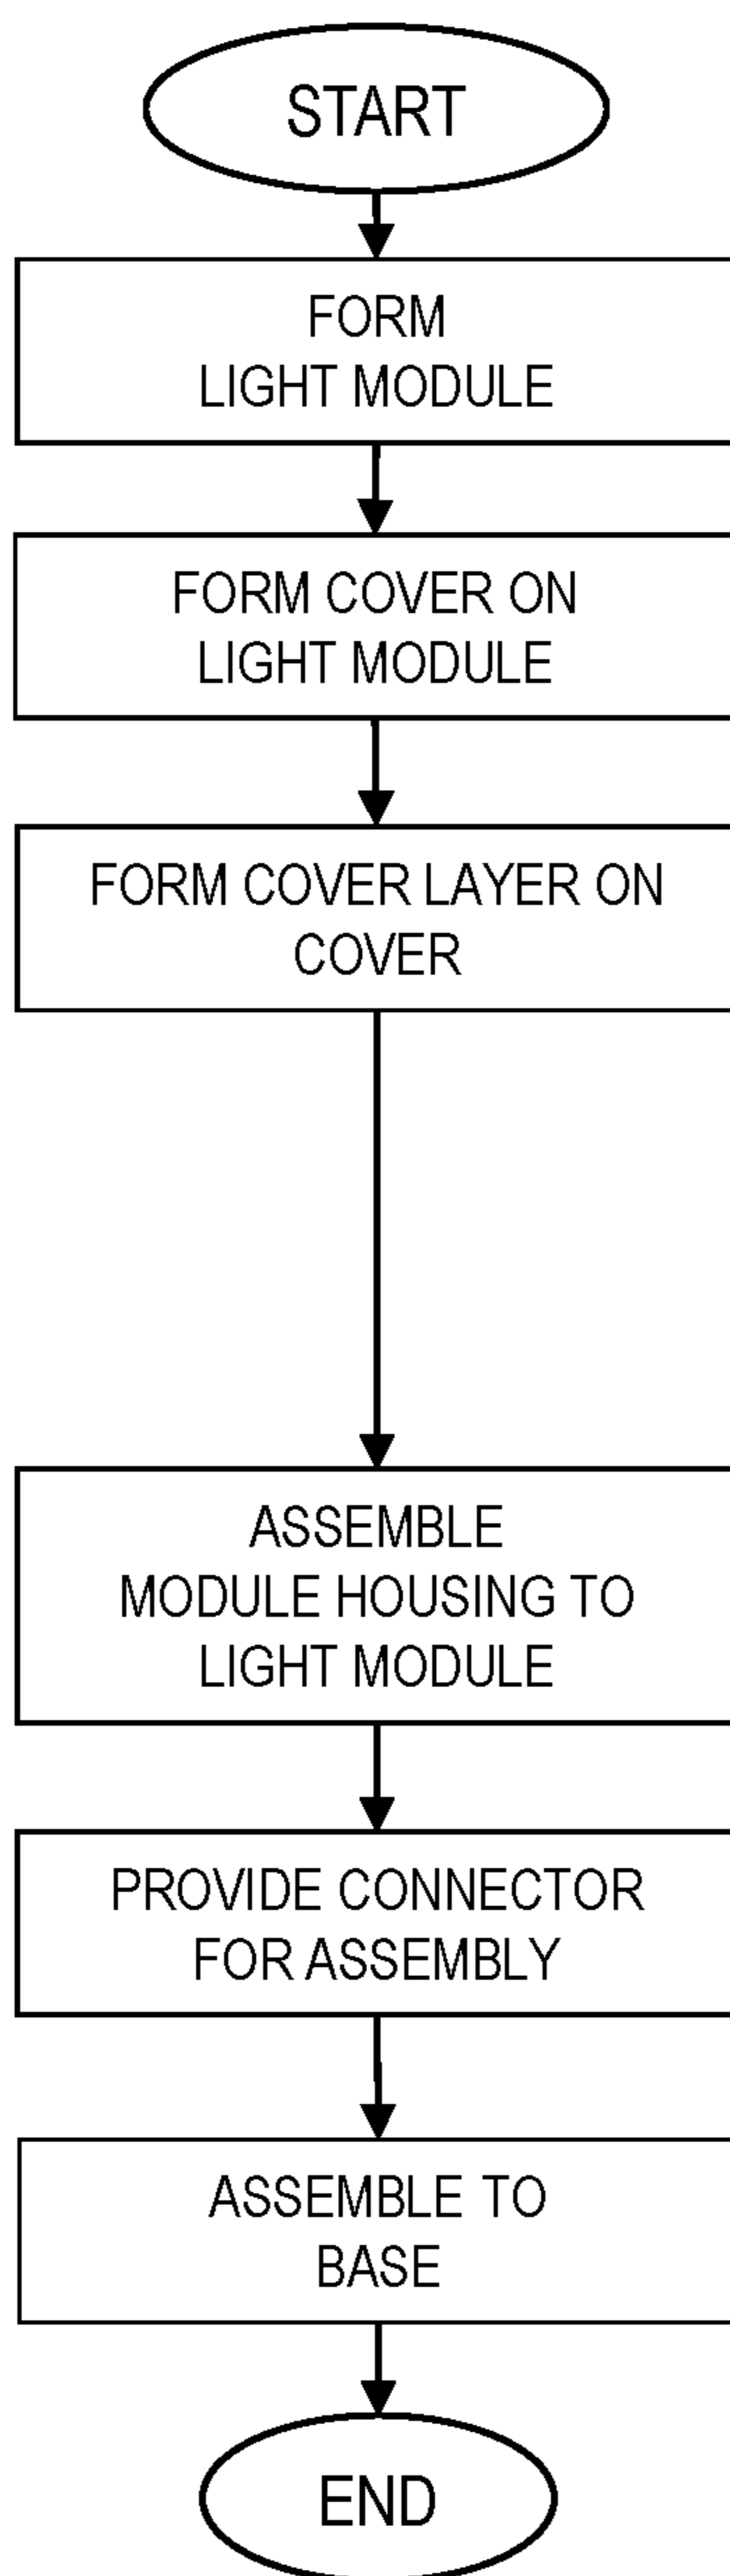 START
FORM
LIGHT MODULE
FORM COVER ON
LIGHT MODULE
FORM COVER LAYER ON
COVER
ASSEMBLE
MODULE HOUSING TO
LIGHT MODULE
PROVIDE CONNECTOR
FOR ASSEMBLY
ASSEMBLE TO
BASE
END